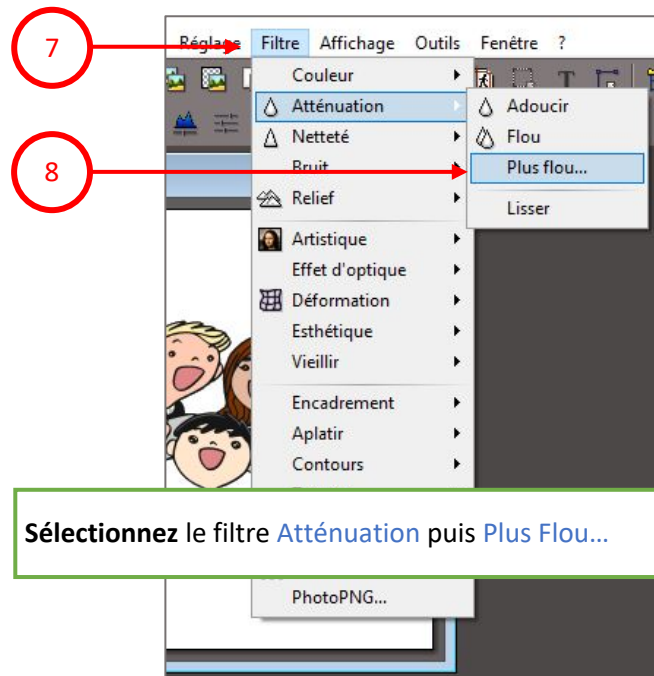 7
Réglage Filtre Affichage Outils Fenêtre ?
Couleur
Atténuation
Adoucir
Netteté
Flou
8
Bruit
Plus flou...
Relief
Lisser
Artistique
Effet d'optique
Déformation
Esthétique
Vieillir
Encadrement
Aplatir
Contours
Sélectionnez le filtre Atténuation puis Plus Flou…
PhotoPNG...